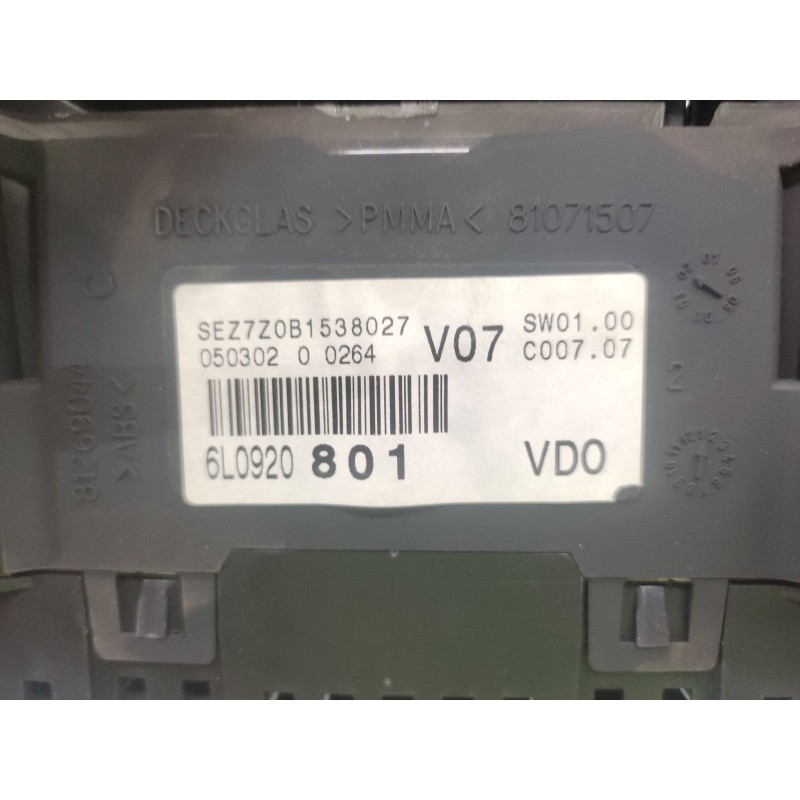 DECKGLAS >PMMA< 81071507
SEZ7Z0B1538027
050302 0 0264
V07
SW01.00
C007.07
6L0920 801
VDO
C
81269044
>ABS<
2